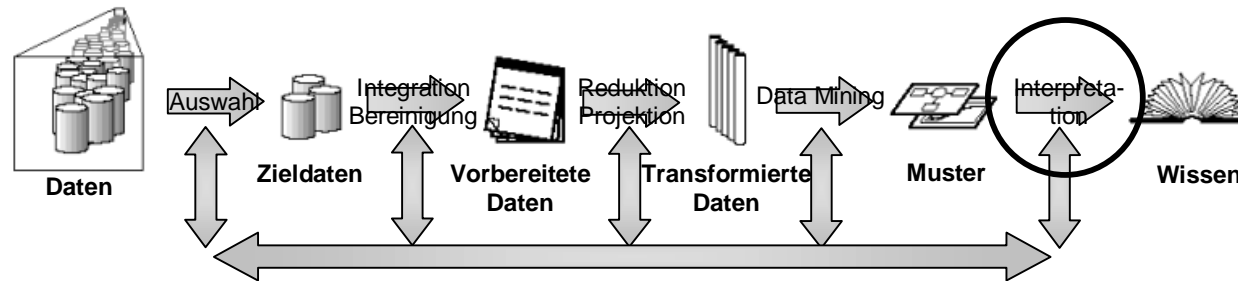 Auswahl
Integration
Bereinigung
Reduktion
Projektion
Data Mining
Interpreta-
tion
Daten
Zieldaten
Vorbereitete
Daten
Transformierte
Daten
Muster
Wissen